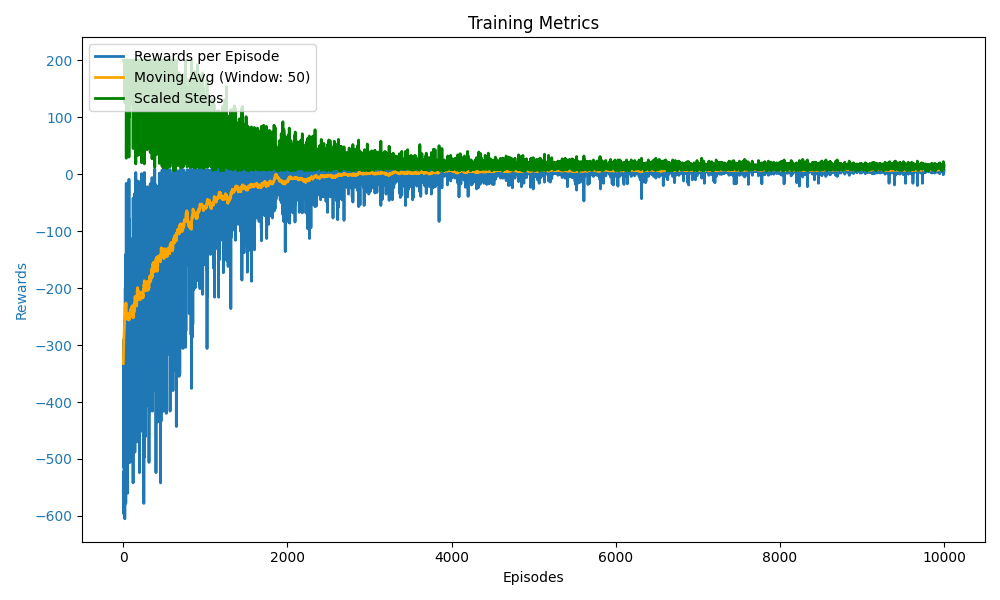 Training Metrics
Rewards per Episode
Moving Avg (Window: 50)
Scaled Steps
200
100
0
−100
−200
−300
−400
−500
−600
Rewards
0
2000
4000
6000
8000
10000
Episodes